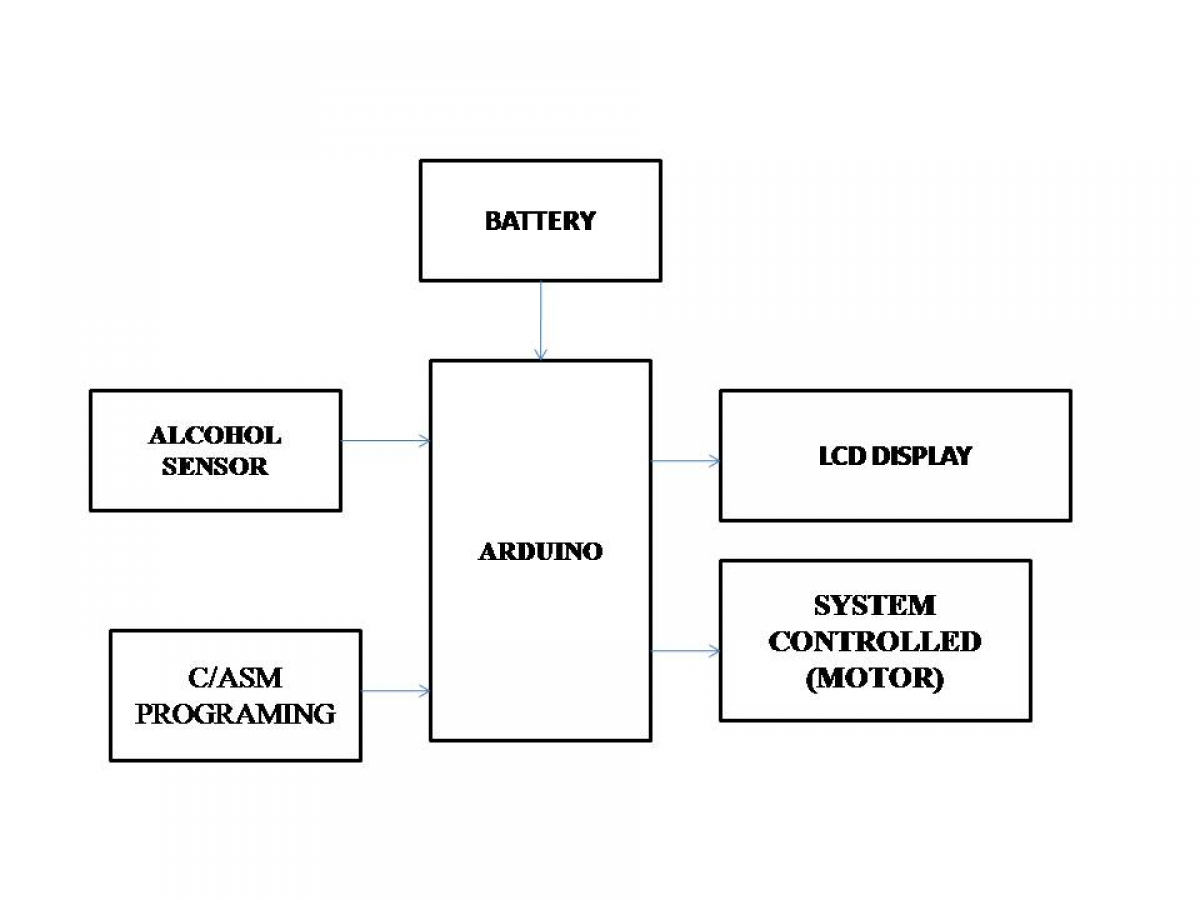 BATTERY
ALCOHOL
SENSOR
LCD DISPLAY
ARDUINO
SYSTEM
CONTROLLED
(MOTOR)
C/ASM
PROGRAMING